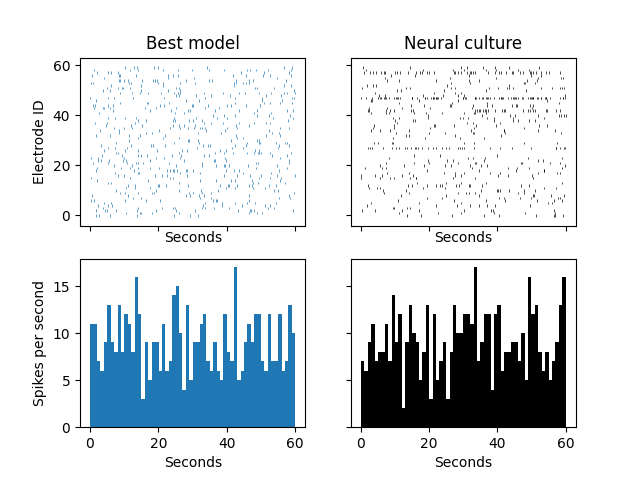 Best model
Neural culture
60
40
20
0
Electrode ID
Seconds
Seconds
15
10
5
0
Spikes per second
0 20 40 60
0 20 40 60
Seconds
Seconds